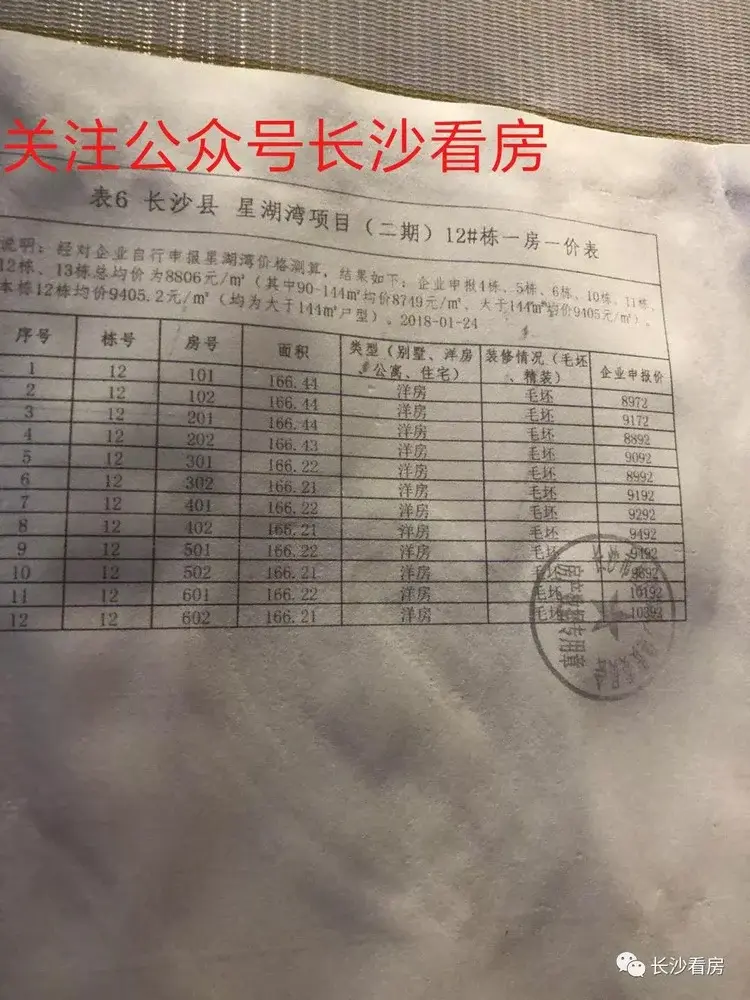 关注公众号长沙看房
表6 长沙县 星湖湾项目（二期）12#栋一房一价表
说明：经对企业自行申报星湖湾价格测算，结果如下：企业申报4栋、5栋、6栋、10栋、11栋、
12栋、13栋总均价为8806元/㎡（其中90-144㎡均价8749元/㎡、大于144㎡均价9405元/㎡）。
本栋12栋均价9405.2元/㎡（均为大于144㎡户型）。2018-01-24
序号 栋号 房号 面积 类型（别墅、洋房、公寓、住宅） 装修情况（毛坯、精装） 企业申报价
1 12 101 166.44 洋房 毛坯 8972
2 12 102 166.44 洋房 毛坯 9172
3 12 201 166.44 洋房 毛坯 8892
4 12 202 166.43 洋房 毛坯 9092
5 12 301 166.22 洋房 毛坯 8992
6 12 302 166.21 洋房 毛坯 9192
7 12 401 166.22 洋房 毛坯 9292
8 12 402 166.21 洋房 毛坯 9492
9 12 501 166.22 洋房 毛坯 9492
10 12 502 166.21 洋房 毛坯 9692
11 12 601 166.22 洋房 毛坯 10192
12 12 602 166.21 洋房 毛坯 10392
专用章
长沙看房